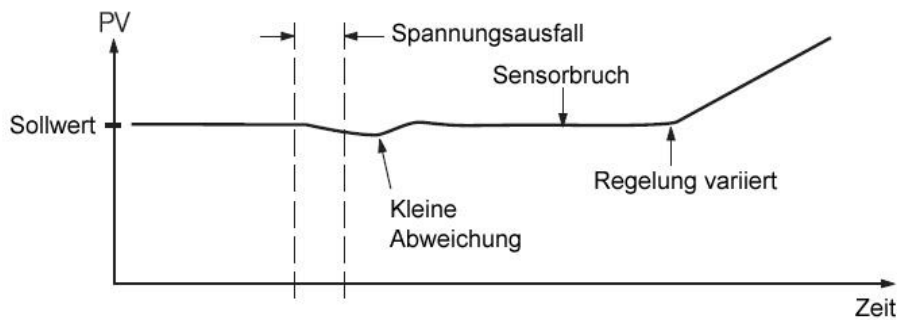 PV
Spannungsausfall
Sensorbruch
Sollwert
Regelung variiert
Kleine
Abweichung
Zeit